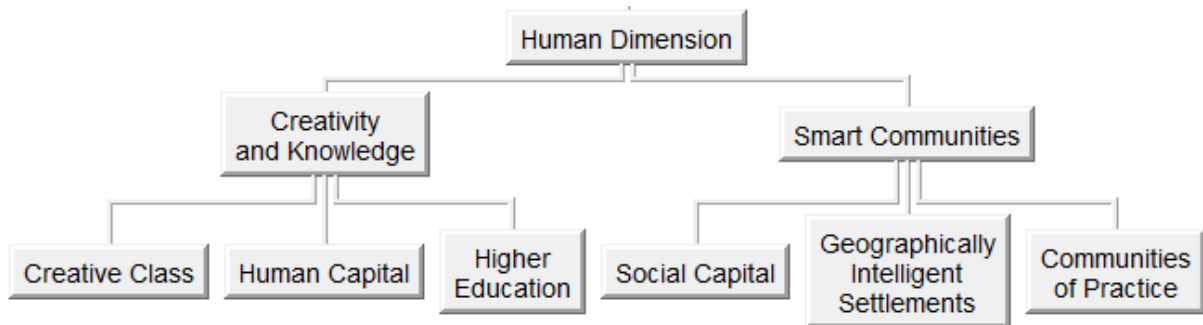 Human Dimension
Creativity
and Knowledge
Smart Communities
Creative Class
Human Capital
Higher
Education
Social Capital
Geographically
Intelligent
Settlements
Communities
of Practice